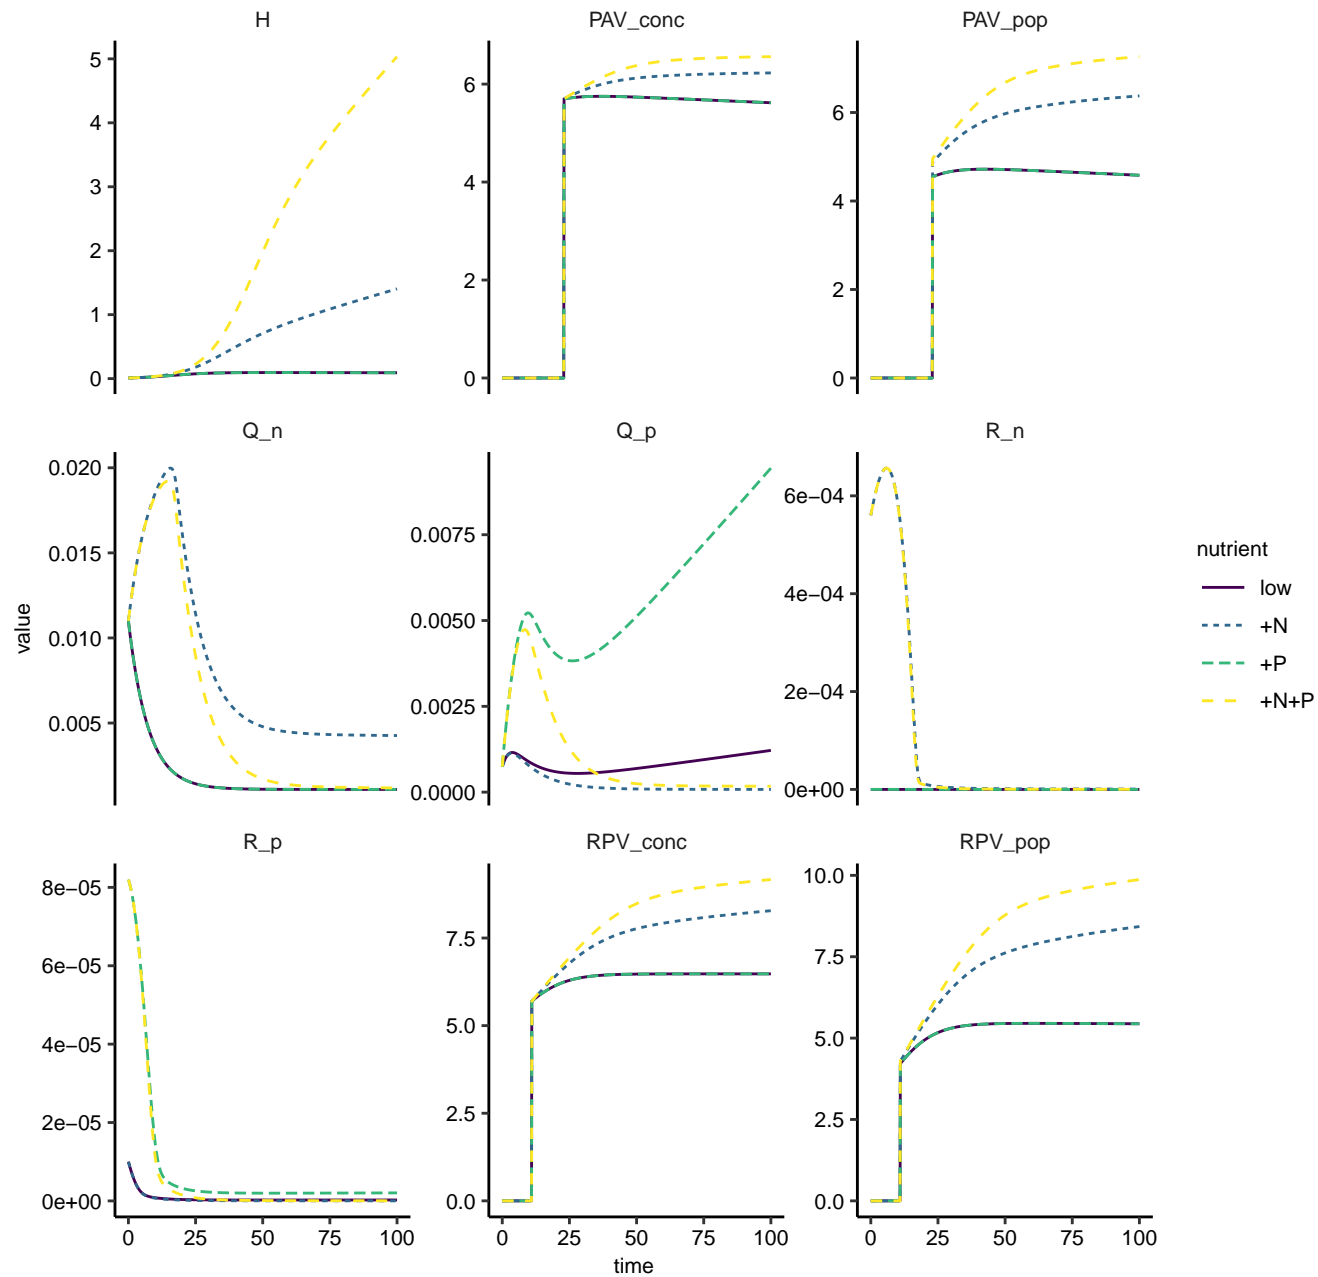 H
PAV_conc
PAV_pop
5
4
3
2
1
0
6
4
2
0
6
4
2
0
Q_n
Q_p
R_n
value
0.020
0.015
0.010
0.005
0.0075
0.0050
0.0025
0.0000
6e−04
4e−04
2e−04
0e+00
nutrient
low
+N
+P
+N+P
R_p
RPV_conc
RPV_pop
8e−05
6e−05
4e−05
2e−05
0e+00
7.5
5.0
2.5
0.0
10.0
7.5
5.0
2.5
0.0
0 25 50 75 100
0 25 50 75 100
0 25 50 75 100
time